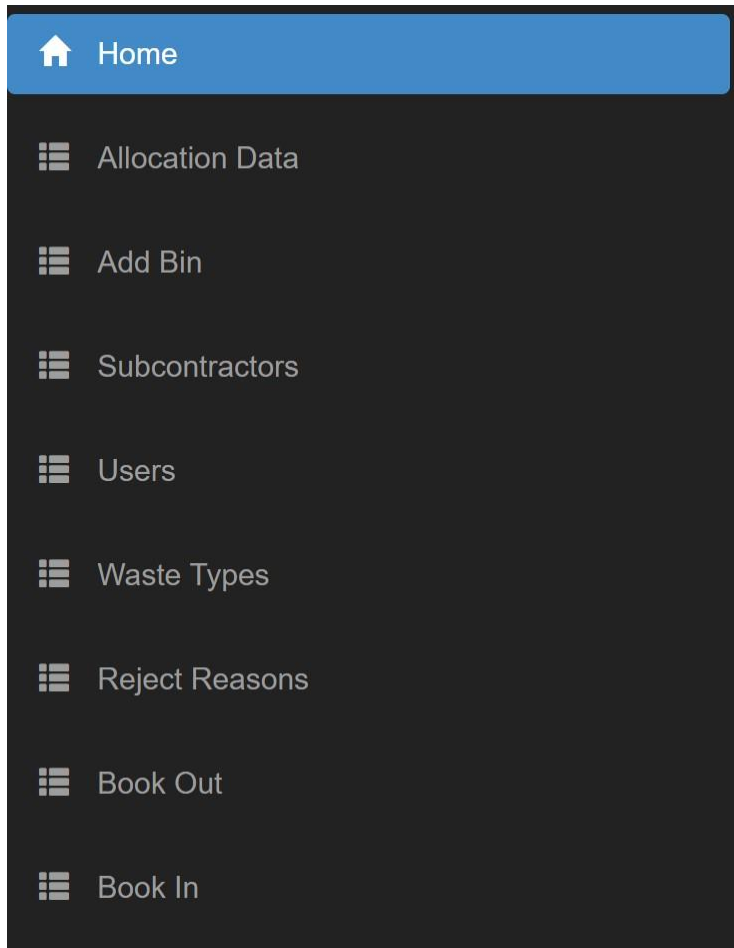 Home
Allocation Data
Add Bin
Subcontractors
Users
Waste Types
Reject Reasons
Book Out
Book In